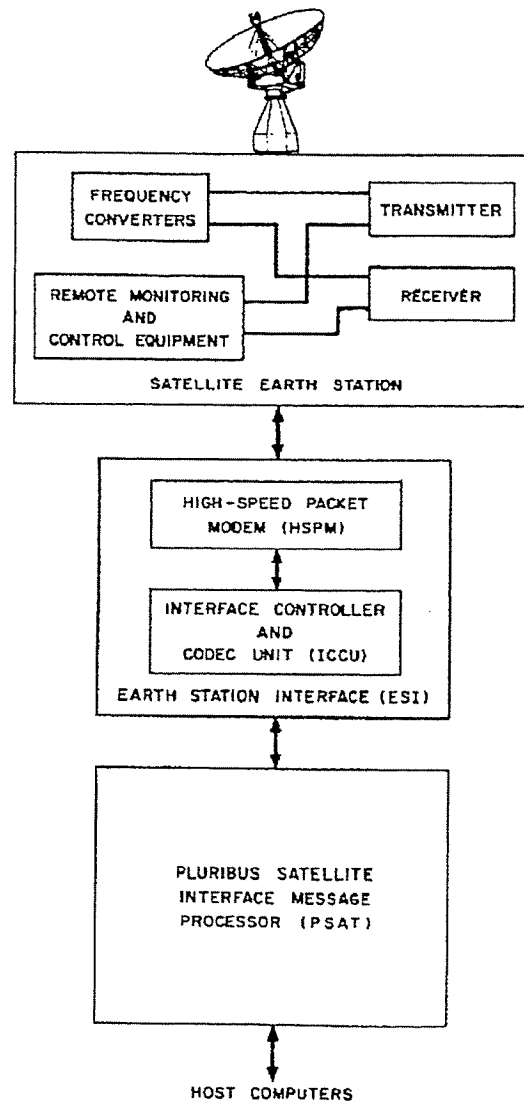 FREQUENCY
CONVERTERS
TRANSMITTER
REMOTE MONITORING
AND
CONTROL EQUIPMENT
RECEIVER
SATELLITE EARTH STATION
HIGH-SPEED PACKET
MODEM (HSPM)
INTERFACE CONTROLLER
AND
CODEC UNIT (ICCU)
EARTH STATION INTERFACE (ESI)
PLURIBUS SATELLITE
INTERFACE MESSAGE
PROCESSOR (PSAT)
HOST COMPUTERS